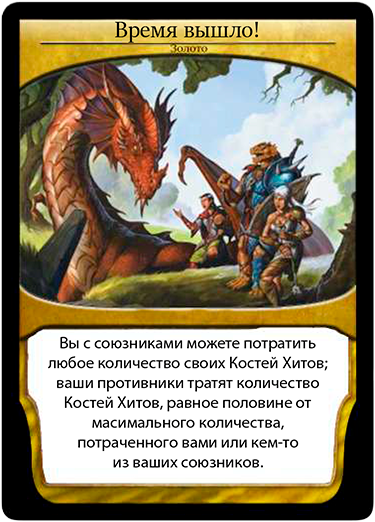 Время вышло!
Золото
Вы с союзниками можете потратить
любое количество своих Костей Хитов;
ваши противники тратят количество
Костей Хитов, равное половине от
масимального количества,
потраченного вами или кем-то
из ваших союзников.